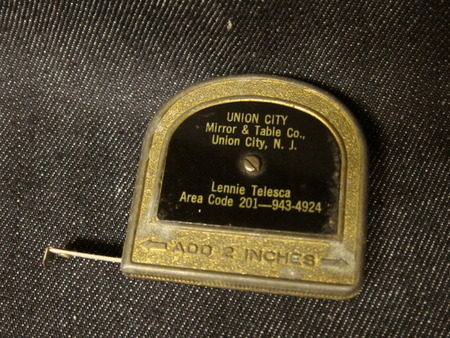 UNION CITY
Mirror & Table Co.,
Union City, N. J.
Lennie Telesca
Area Code 201—943-4924
← ADD 2 INCHES →